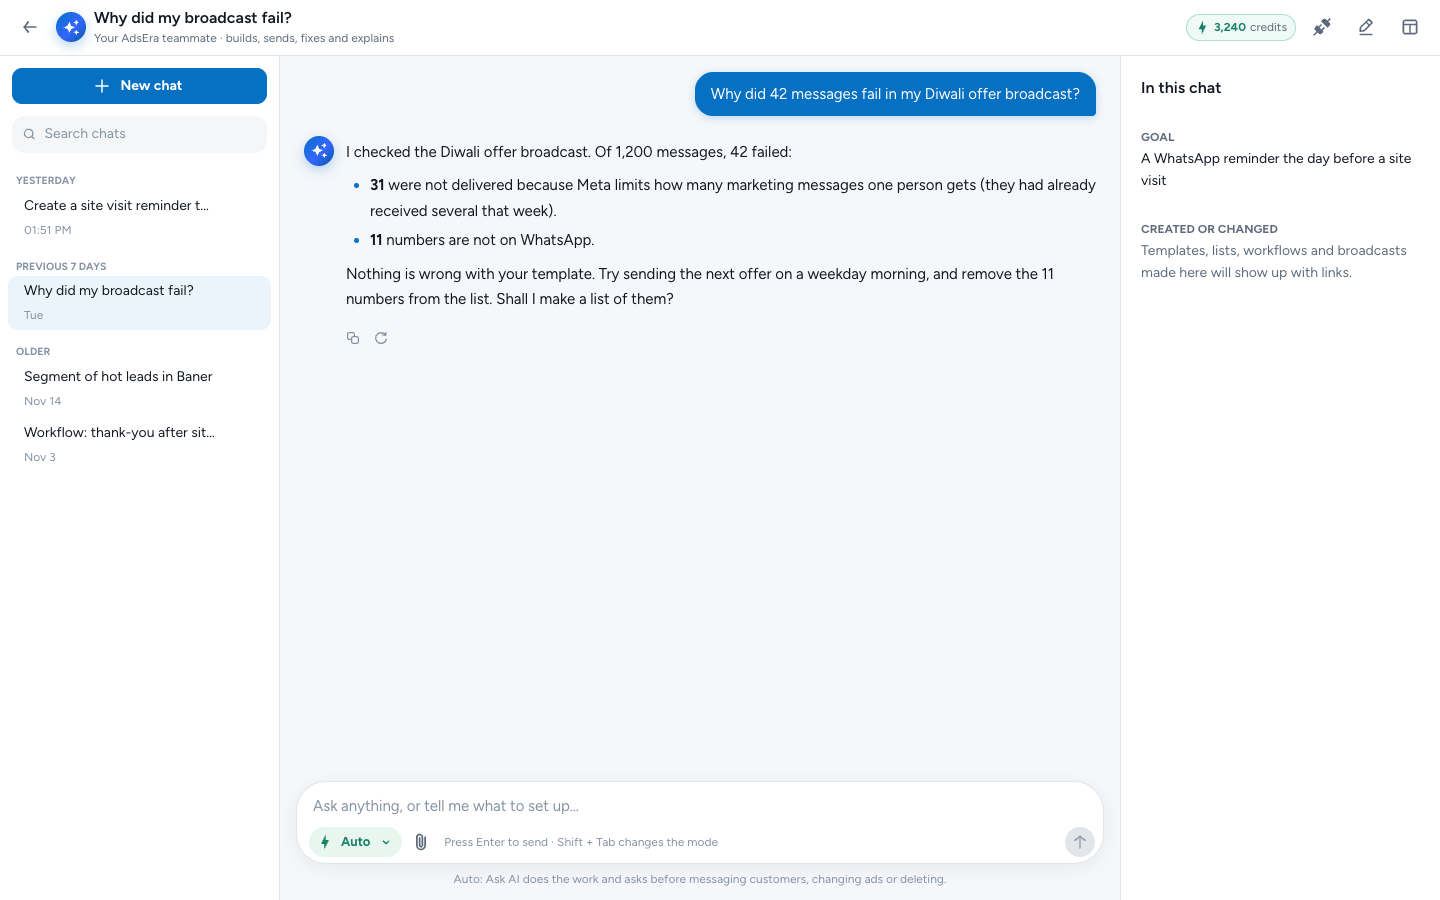 Why did my broadcast fail?
Your AdsEra teammate · builds, sends, fixes and explains
3,240 credits
New chat
Search chats
YESTERDAY
Create a site visit reminder t...
01:51 PM
PREVIOUS 7 DAYS
Why did my broadcast fail?
Tue
OLDER
Segment of hot leads in Baner
Nov 14
Workflow: thank-you after sit...
Nov 3
Why did 42 messages fail in my Diwali offer broadcast?
I checked the Diwali offer broadcast. Of 1,200 messages, 42 failed:
31 were not delivered because Meta limits how many marketing messages one person gets (they had already
received several that week).
11 numbers are not on WhatsApp.
Nothing is wrong with your template. Try sending the next offer on a weekday morning, and remove the 11
numbers from the list. Shall I make a list of them?
Ask anything, or tell me what to set up...
Auto
Press Enter to send · Shift + Tab changes the mode
Auto: Ask AI does the work and asks before messaging customers, changing ads or deleting.
In this chat
GOAL
A WhatsApp reminder the day before a site
visit
CREATED OR CHANGED
Templates, lists, workflows and broadcasts
made here will show up with links.